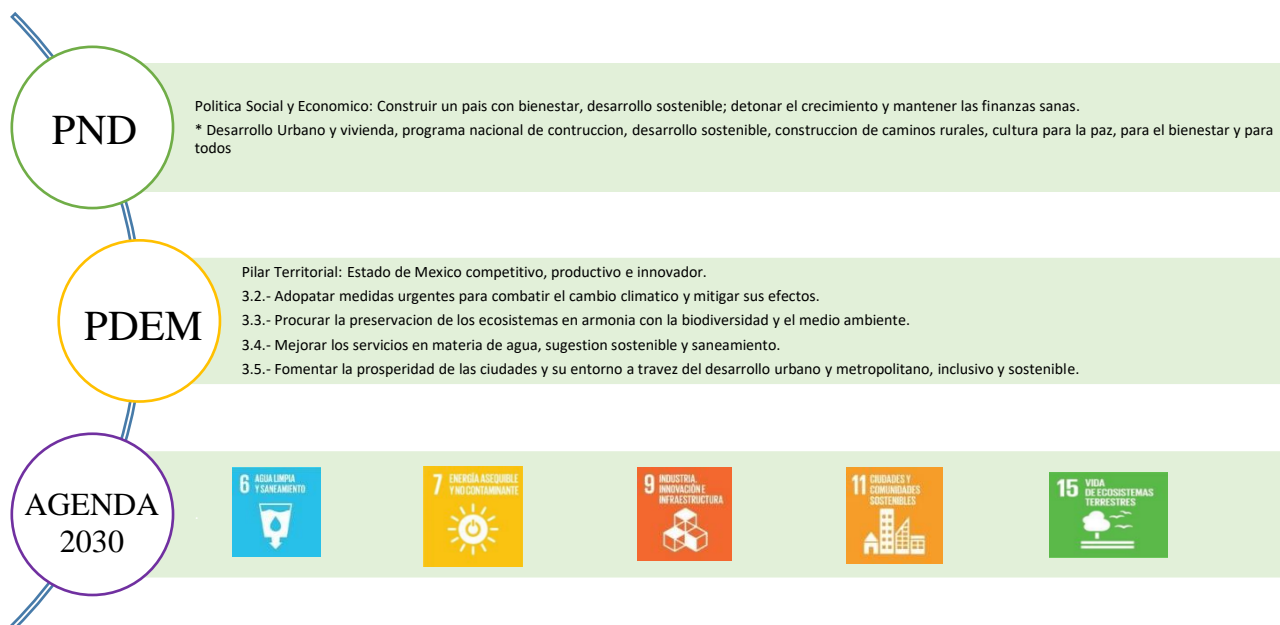 PND
Politica Social y Economico: Construir un pais con bienestar, desarrollo sostenible; detonar el crecimiento y mantener las finanzas sanas.
* Desarrollo Urbano y vivienda, programa nacional de contruccion, desarrollo sostenible, construccion de caminos rurales, cultura para la paz, para el bienestar y para
todos
PDEM
Pilar Territorial: Estado de Mexico competitivo, productivo e innovador.
3.2.- Adopatar medidas urgentes para combatir el cambio climatico y mitigar sus efectos.
3.3.- Procurar la preservacion de los ecosistemas en armonia con la biodiversidad y el medio ambiente.
3.4.- Mejorar los servicios en materia de agua, sugestion sostenible y saneamiento.
3.5.- Fomentar la prosperidad de las ciudades y su entorno a travez del desarrollo urbano y metropolitano, inclusivo y sostenible.
AGENDA
2030
6 AGUA LIMPIA
Y SANEAMIENTO
7 ENERGÍA ASEQUIBLE
Y NO CONTAMINANTE
9 INDUSTRIA,
INNOVACIÓN E
INFRAESTRUCTURA
11 CIUDADES Y
COMUNIDADES
SOSTENIBLES
15 VIDA
DE ECOSISTEMAS
TERRESTRES